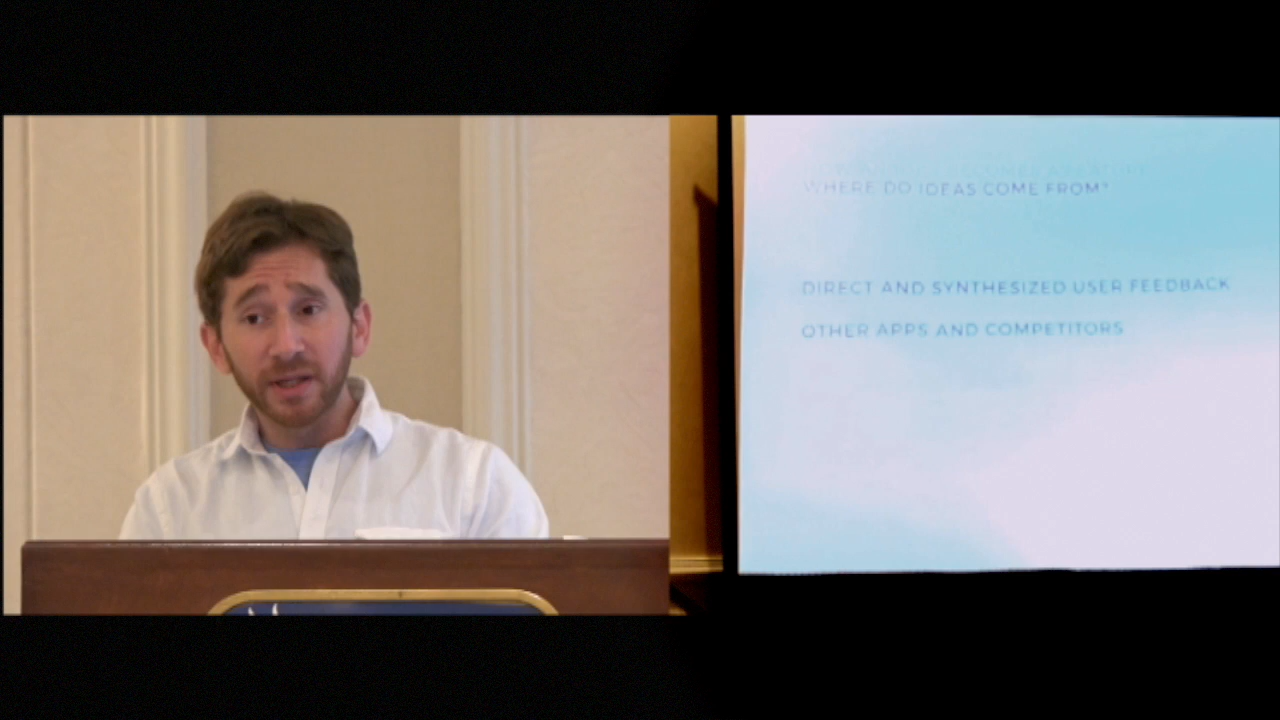 WHERE DO IDEAS COME FROM?
DIRECT AND SYNTHESIZED USER FEEDBACK
OTHER APPS AND COMPETITORS